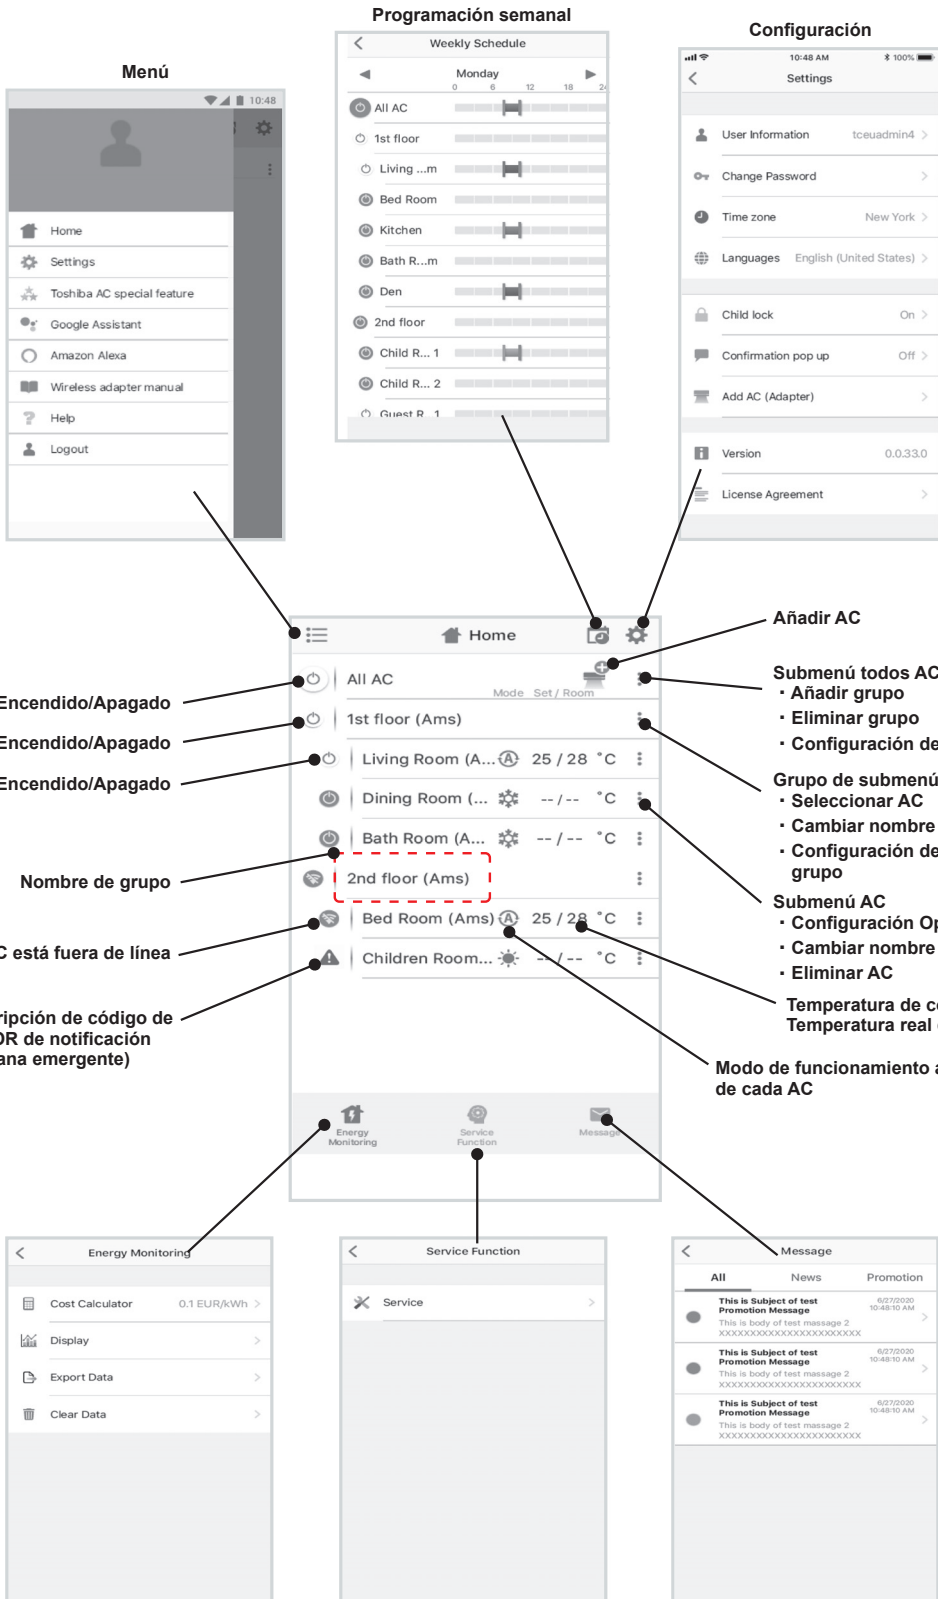 Programación semanal
Configuración
Menú
Weekly Schedule
Monday
0 6 12 18 24
All AC
1st floor
Living ...m
Bed Room
Kitchen
Bath R...m
Den
2nd floor
Child R... 1
Child R... 2
Guest R. 1
10:48 AM 100%
Settings
User Information tceuadmin4
Change Password
Time zone New York
Languages English (United States)
Child lock On
Confirmation pop up Off
Add AC (Adapter)
Version 0.0.33.0
License Agreement
10:48
Home
Settings
Toshiba AC special feature
Google Assistant
Amazon Alexa
Wireless adapter manual
Help
Logout
Home
All AC
Mode Set / Room
1st floor (Ams)
Living Room (A... A 25 / 28 °C
Dining Room (... -- / -- °C
Bath Room (A... -- / -- °C
2nd floor (Ams)
Bed Room (Ams) A 25 / 28 °C
Children Room... -- / -- °C
Energy
Monitoring
Service
Function
Message
Encendido/Apagado
Encendido/Apagado
Encendido/Apagado
Nombre de grupo
C está fuera de línea
ripción de código de
OR de notificación
ana emergente)
Añadir AC
Submenú todos AC
· Añadir grupo
· Eliminar grupo
· Configuración de
Grupo de submenú
· Seleccionar AC
· Cambiar nombre
· Configuración de
grupo
Submenú AC
· Configuración Op
· Cambiar nombre
· Eliminar AC
Temperatura de co
Temperatura real
Modo de funcionamiento a
de cada AC
Energy Monitoring
Cost Calculator 0.1 EUR/kWh
Display
Export Data
Clear Data
Service Function
Service
Message
All News Promotion
This is Subject of test
Promotion Message
6/27/2020
10:48:10 AM
This is body of test massage 2
XXXXXXXXXXXXXXXXXXXXXXX
This is Subject of test
Promotion Message
6/27/2020
10:48:10 AM
This is body of test massage 2
XXXXXXXXXXXXXXXXXXXXXXX
This is Subject of test
Promotion Message
6/27/2020
10:48:10 AM
This is body of test massage 2
XXXXXXXXXXXXXXXXXXXXXXX